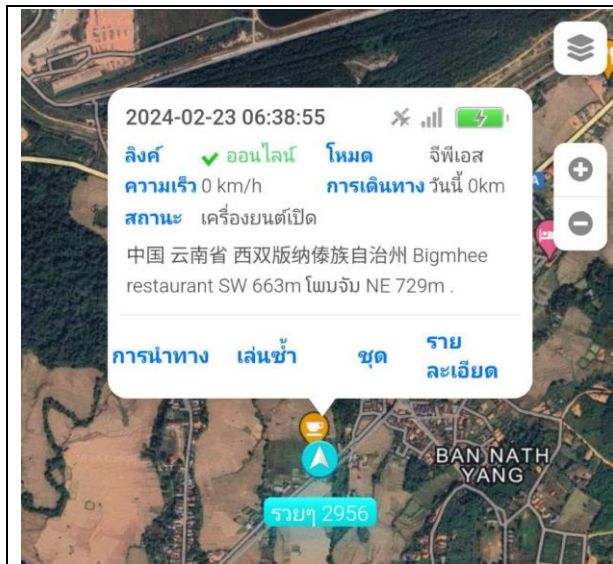 2024-02-23 06:38:55
ลิงค์ ออนไลน์ โหมด จีพีเอส
ความเร็ว 0 km/h การเดินทาง วันนี้ 0km
สถานะ เครื่องยนต์เปิด
中国 云南省 西双版纳傣族自治州 Bigmhee
restaurant SW 663m ໂພນຈັນ NE 729m .
การนำทาง เล่นซ้ำ ชุด ราย
ละเอียด
BAN NATH
YANG
รวยๆ 2956